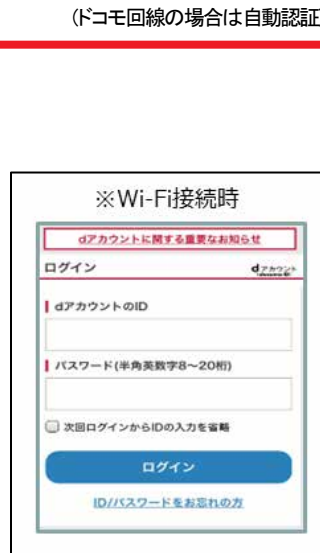 (ドコモ回線の場合は自動認証
※Wi-Fi接続時
dアカウントに関する重要なお知らせ
ログイン
dアカウント
dアカウントのID
パスワード(半角英数字8~20桁)
次回ログインからIDの入力を省略
ログイン
ID/パスワードをお忘れの方